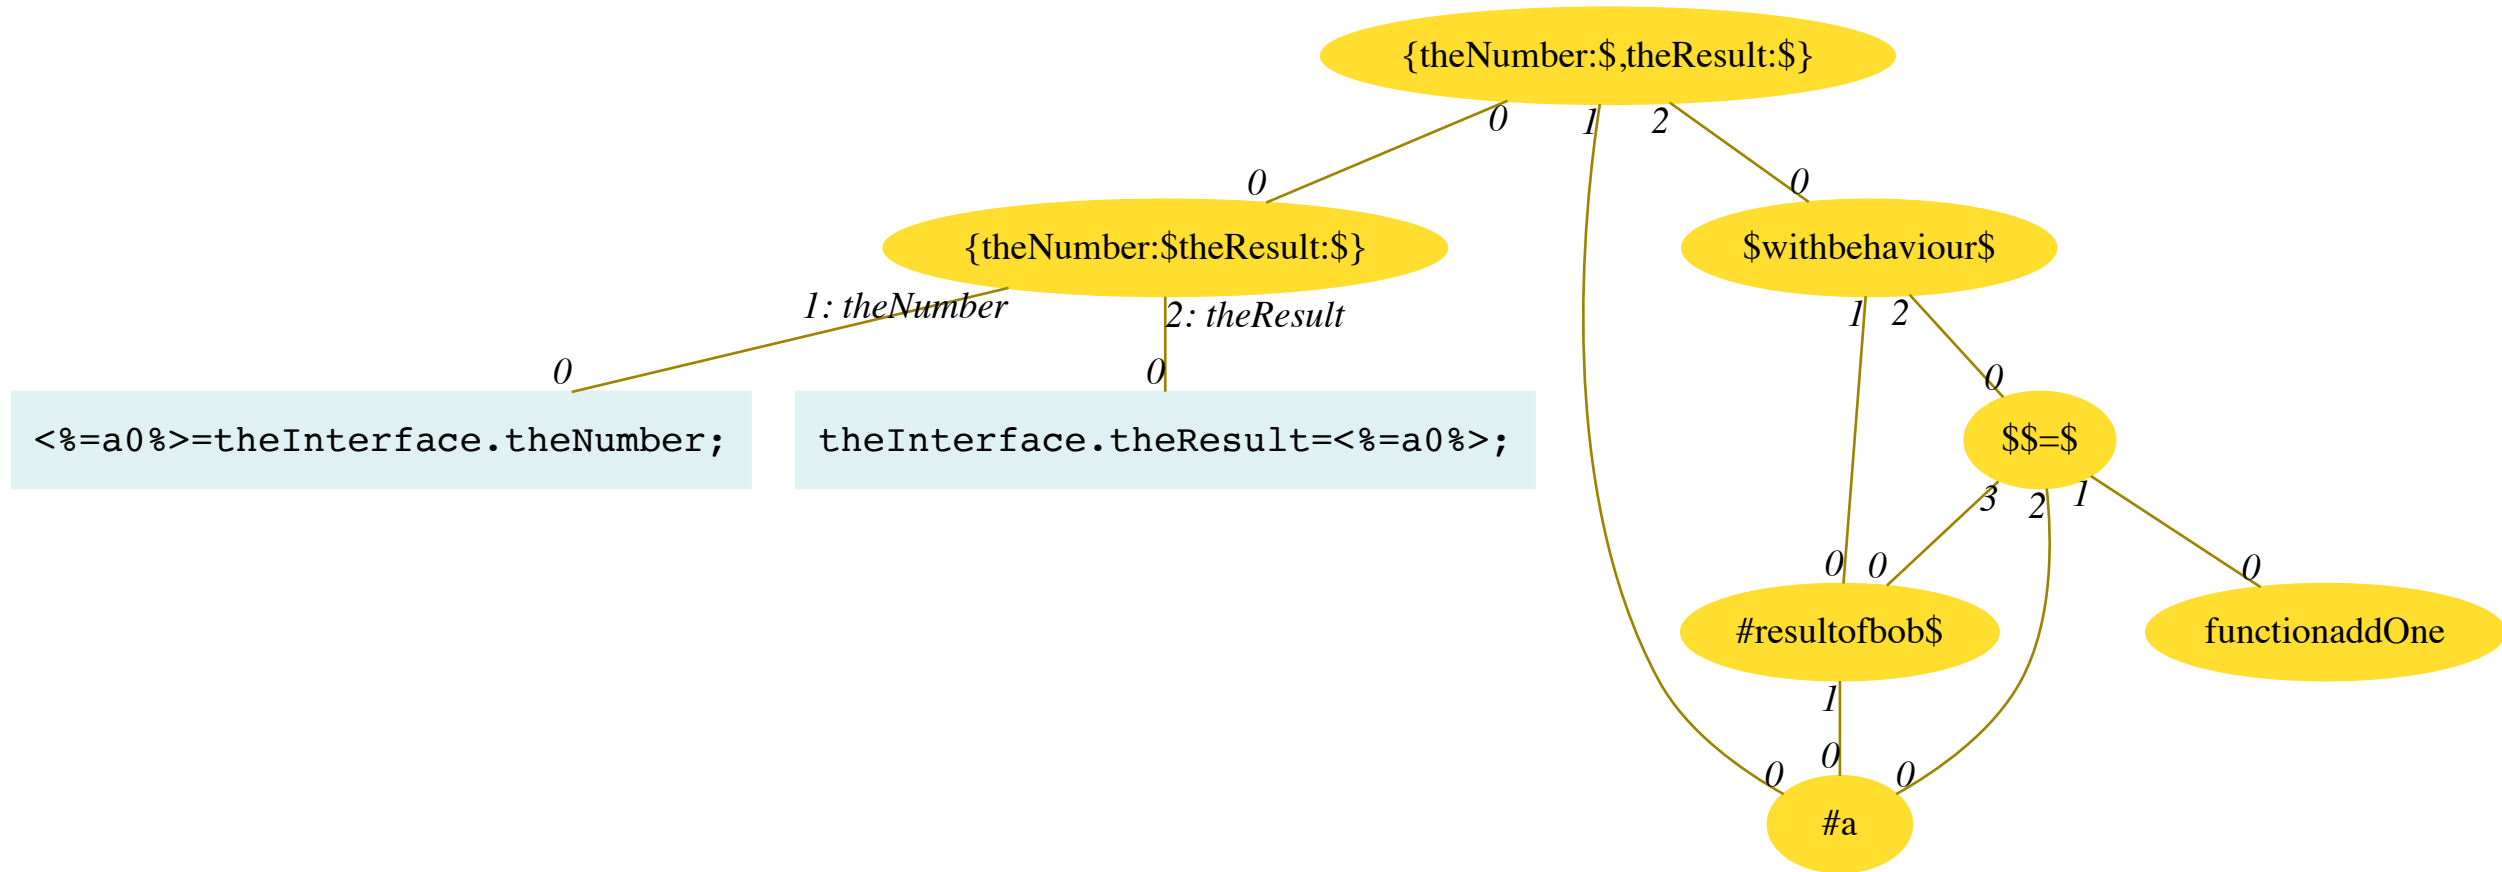 {theNumber:$,theResult:$}
0
1
2
0
0
{theNumber:$theResult:$}
$withbehaviour$
1: theNumber
2: theResult
1
2
0
0
0
<%=a0%>=theInterface.theNumber;
theInterface.theResult=<%=a0%>;
$$=$
3
2
1
0
0
0
#resultofbob$
functionaddOne
1
0
0
0
#a